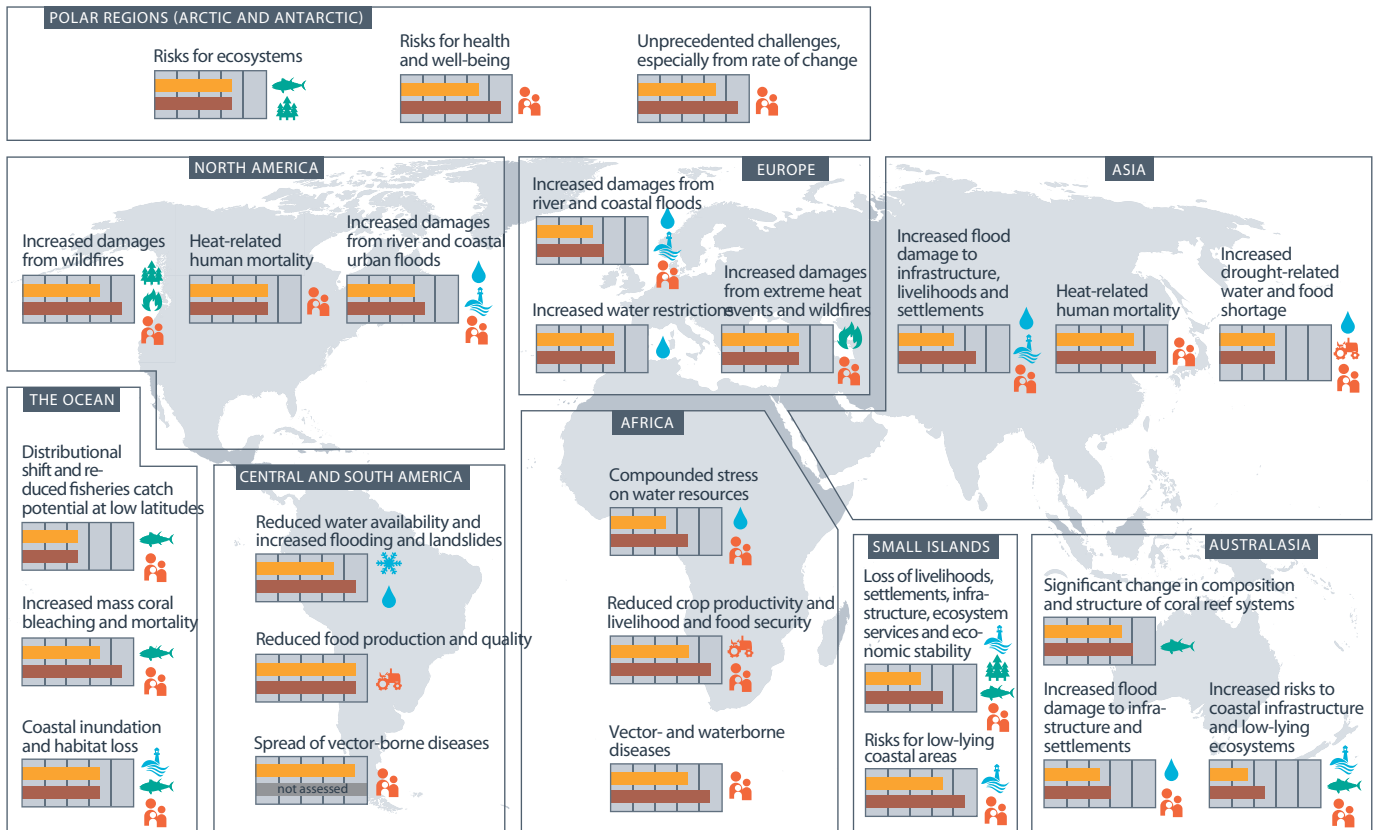 POLAR REGIONS (ARCTIC AND ANTARCTIC)
Risks for ecosystems
Risks for health
and well-being
Unprecedented challenges,
especially from rate of change
NORTH AMERICA
Increased damages
from wildfires
Heat-related
human mortality
Increased damages
from river and coastal
urban floods
EUROPE
Increased damages from
river and coastal floods
Increased water restrictions
Increased damages
from extreme heat
events and wildfires
ASIA
Increased flood
damage to
infrastructure,
livelihoods and
settlements
Heat-related
human mortality
Increased
drought-related
water and food
shortage
THE OCEAN
Distributional
shift and re-
duced fisheries catch
potential at low latitudes
Increased mass coral
bleaching and mortality
Coastal inundation
and habitat loss
CENTRAL AND SOUTH AMERICA
Reduced water availability and
increased flooding and landslides
Reduced food production and quality
Spread of vector-borne diseases
not assessed
AFRICA
Compounded stress
on water resources
Reduced crop productivity and
livelihood and food security
Vector- and waterborne
diseases
SMALL ISLANDS
Loss of livelihoods,
settlements, infra-
structure, ecosystem
services and eco-
nomic stability
Risks for low-lying
coastal areas
AUSTRALASIA
Significant change in composition
and structure of coral reef systems
Increased flood
damage to infra-
structure and
settlements
Increased risks to
coastal infrastructure
and low-lying
ecosystems